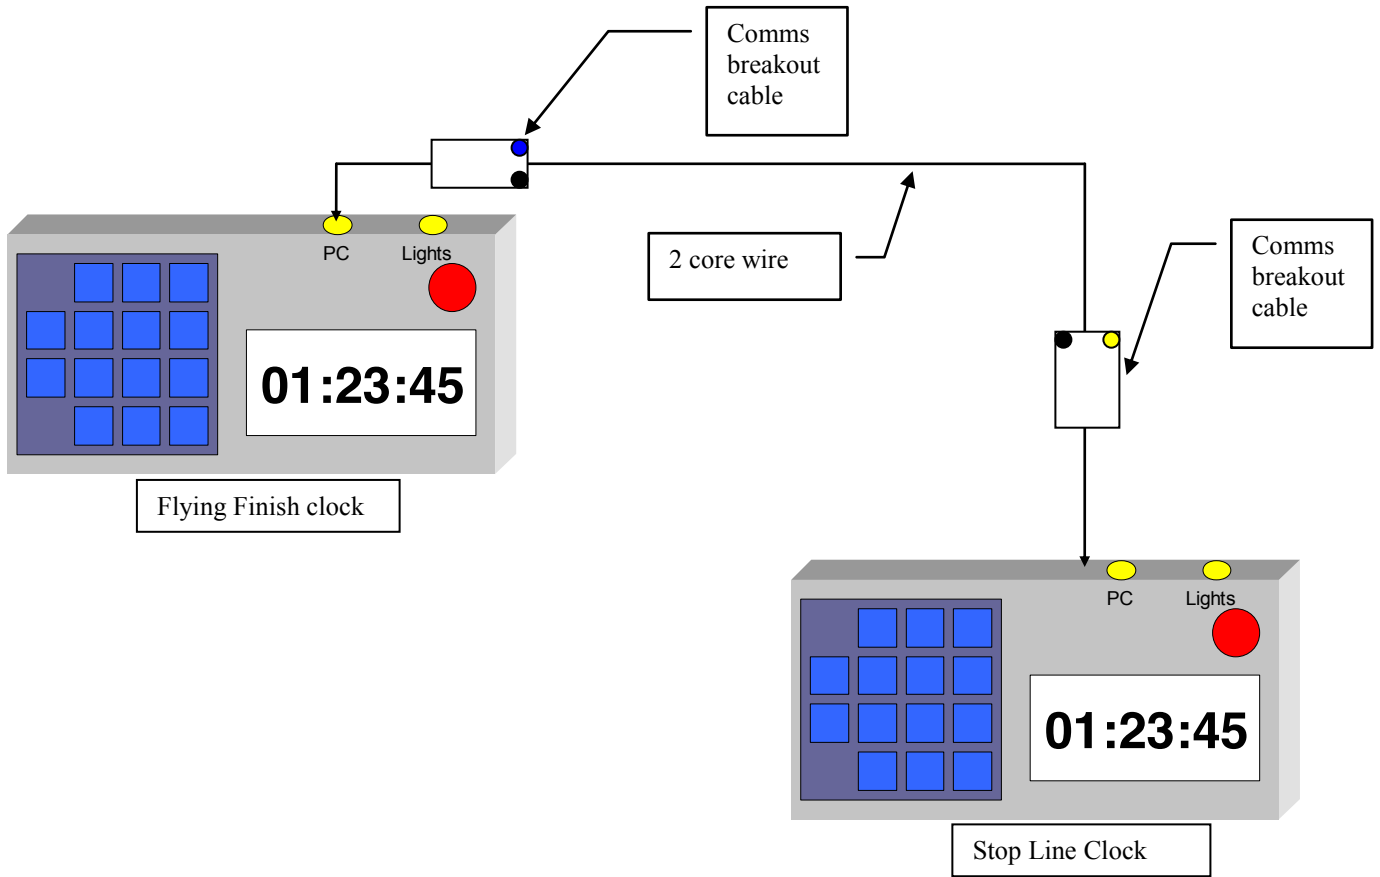 Comms
breakout
cable
2 core wire
Comms
breakout
cable
PC
Lights
01:23:45
Flying Finish clock
PC
Lights
01:23:45
Stop Line Clock